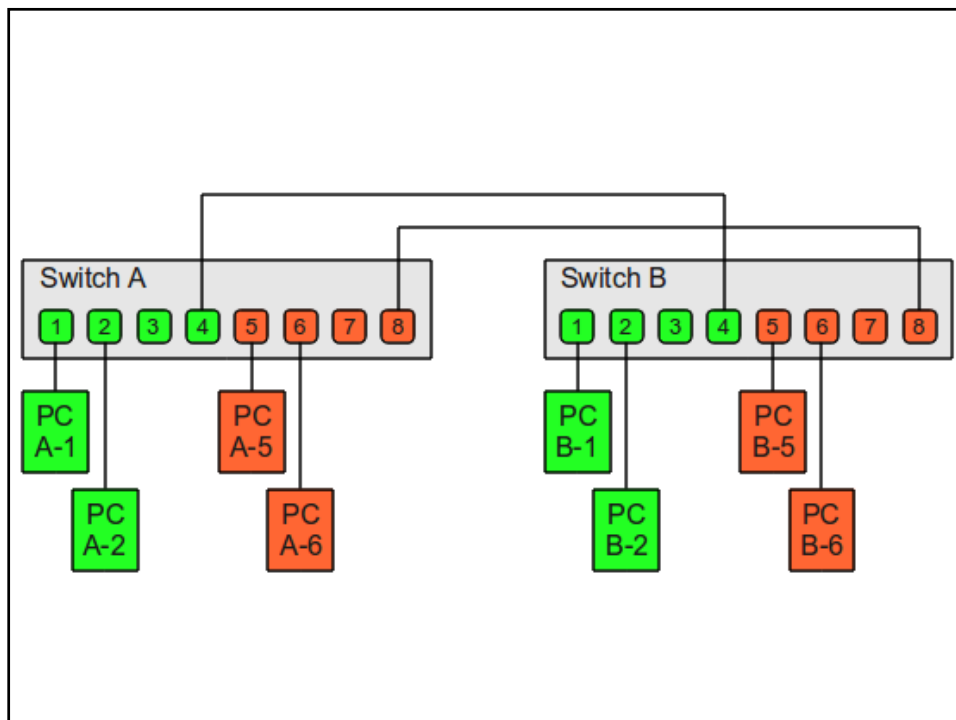 Switch A
1 2 3 4 5 6 7 8
Switch B
1 2 3 4 5 6 7 8
PC
A-1
PC
A-5
PC
B-1
PC
B-5
PC
A-2
PC
A-6
PC
B-2
PC
B-6